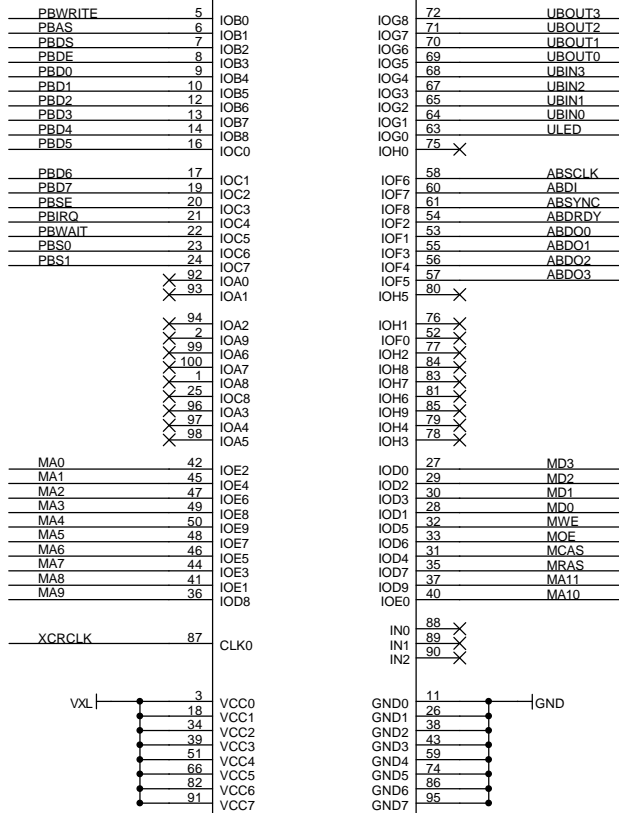 PBWRITE 5 IOB0 IOG8 72 UBOUT3
PBAS 6 IOB1 IOG7 71 UBOUT2
PBDS 7 IOB2 IOG6 70 UBOUT1
PBDE 8 IOB3 IOG5 69 UBOUT0
PBD0 9 IOB4 IOG4 68 UBIN3
PBD1 10 IOB5 IOG3 67 UBIN2
PBD2 12 IOB6 IOG2 65 UBIN1
PBD3 13 IOB7 IOG1 64 UBIN0
PBD4 14 IOB8 IOG0 63 ULED
PBD5 16 IOC0 IOH0 75
PBD6 17 IOC1 IOF6 58 ABSCLK
PBD7 19 IOC2 IOF7 60 ABDI
PBSE 20 IOC3 IOF8 61 ABSYNC
PBIRQ 21 IOC4 IOF2 54 ABDRDY
PBWAIT 22 IOC5 IOF1 53 ABDO0
PBS0 23 IOC6 IOF3 55 ABDO1
PBS1 24 IOC7 IOF4 56 ABDO2
92 IOA0 IOF5 57 ABDO3
93 IOA1 IOH5 80
94 IOA2 IOH1 76
2 IOA9 IOF0 52
99 IOA6 IOH2 77
100 IOA7 IOH8 84
1 IOA8 IOH7 83
25 IOC8 IOH6 81
96 IOA3 IOH9 85
97 IOA4 IOH4 79
98 IOA5 IOH3 78
MA0 42 IOE2 IOD0 27 MD3
MA1 45 IOE4 IOD2 29 MD2
MA2 47 IOE6 IOD3 30 MD1
MA3 49 IOE8 IOD1 28 MD0
MA4 50 IOE9 IOD5 32 MWE
MA5 48 IOE7 IOD6 33 MOE
MA6 46 IOE5 IOD4 31 MCAS
MA7 44 IOE3 IOD7 35 MRAS
MA8 41 IOE1 IOD9 37 MA11
MA9 36 IOD8 IOE0 40 MA10
IN0 88
XCRCLK 87 CLK0 IN1 89
IN2 90
VXL 3 VCC0 GND0 11 GND
18 VCC1 GND1 26
34 VCC2 GND2 38
39 VCC3 GND3 43
51 VCC4 GND4 59
66 VCC5 GND5 74
82 VCC6 GND6 86
91 VCC7 GND7 95